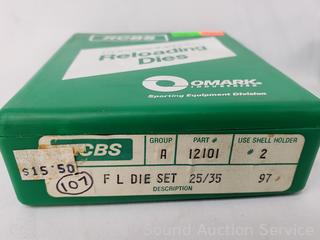 RCBS
Reloading
Dies
OMARK
INDUSTRIES
Sporting Equipment Division
RCBS
GROUP PART # USE SHELL HOLDER
A 12101 # 2
$15.50
107
F L DIE SET 25/35 97
DESCRIPTION
Sound Auction Service